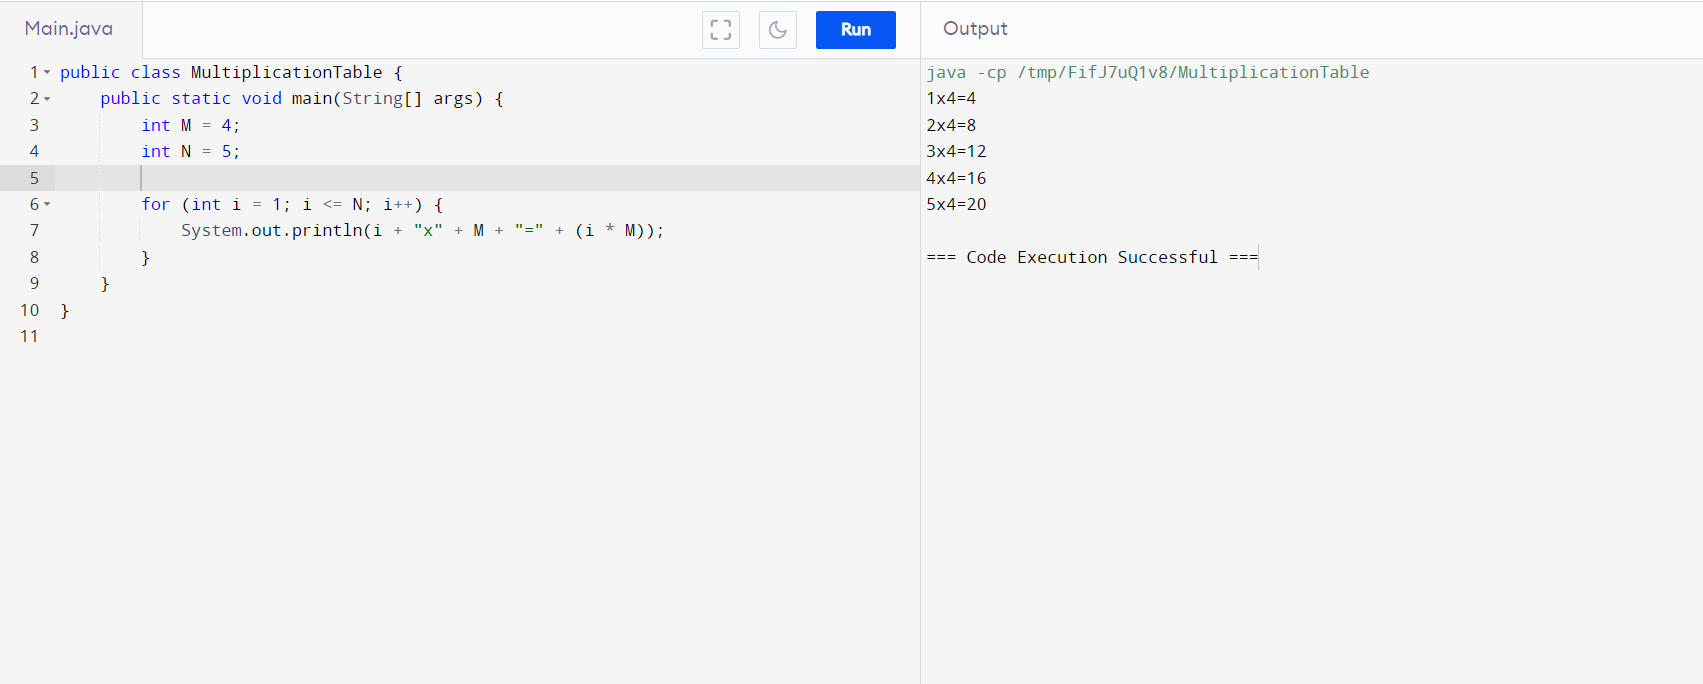 Main.java
Run
Output
1 public class MultiplicationTable {
2     public static void main(String[] args) {
3         int M = 4;
4         int N = 5;
5
6         for (int i = 1; i <= N; i++) {
7             System.out.println(i + "x" + M + "=" + (i * M));
8         }
9     }
10 }
11
java -cp /tmp/FifJ7uQ1v8/MultiplicationTable
1x4=4
2x4=8
3x4=12
4x4=16
5x4=20
=== Code Execution Successful ===